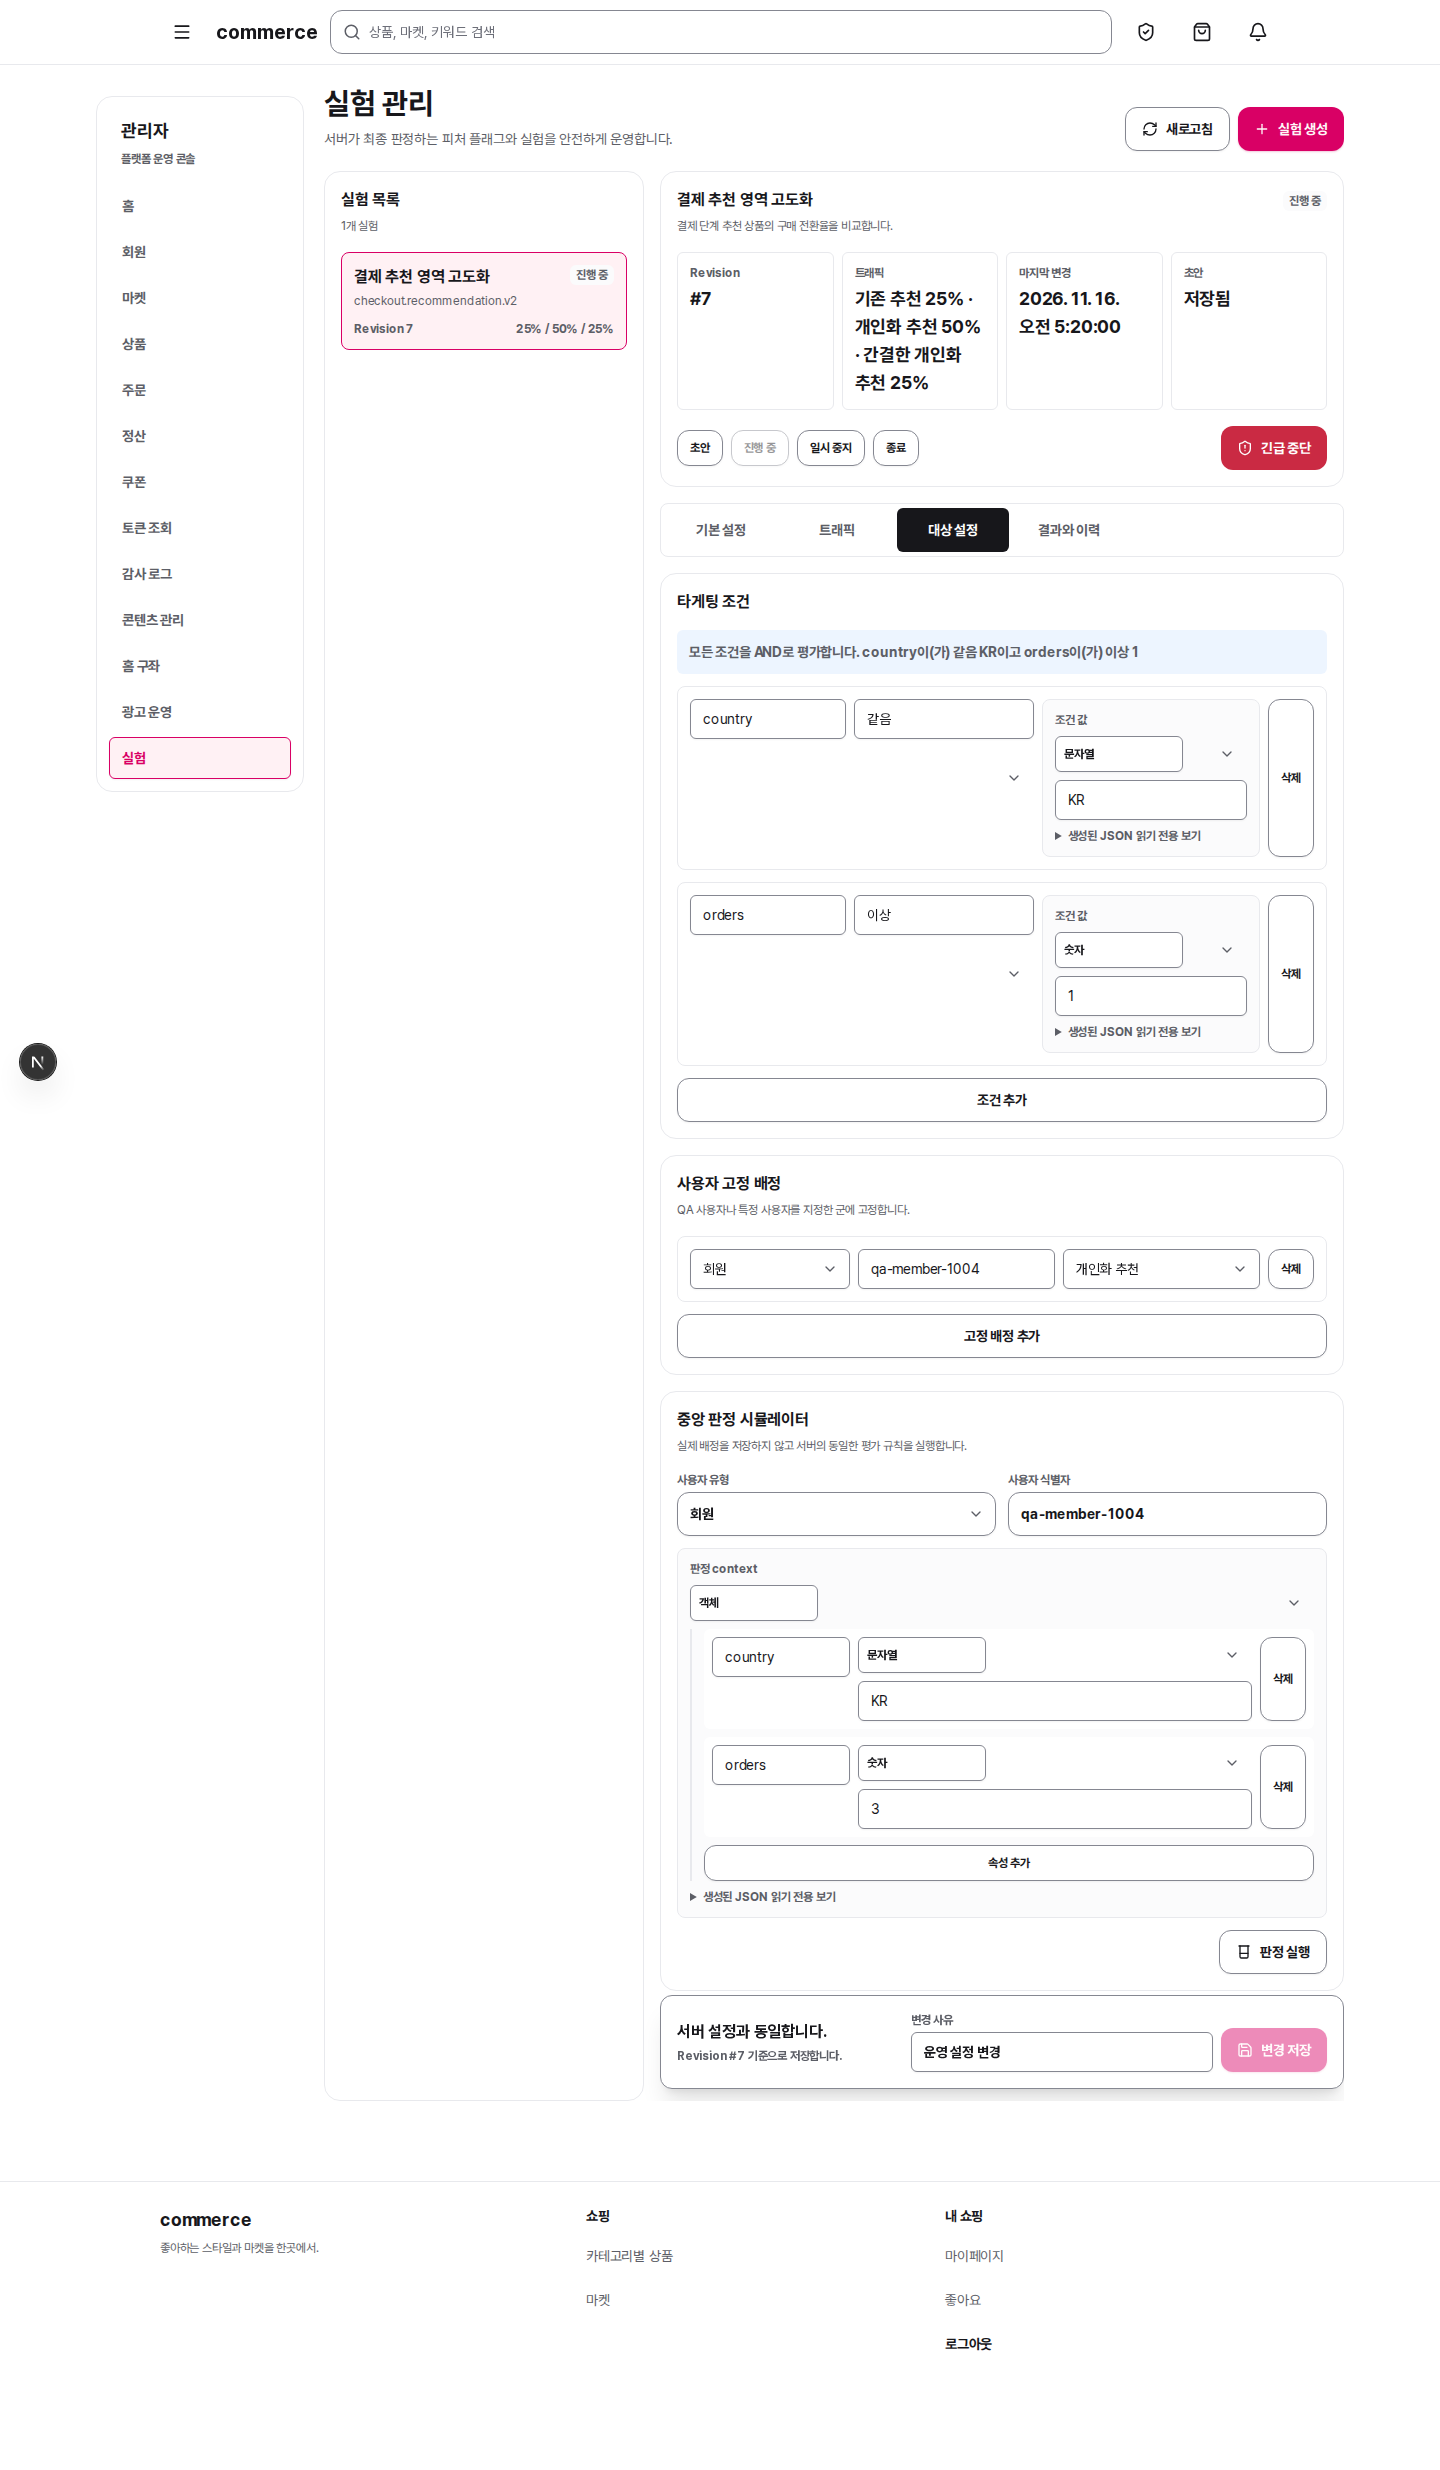 commerce
상품, 마켓, 키워드 검색
관리자
플랫폼 운영 콘솔
홈
회원
마켓
상품
주문
정산
쿠폰
토큰 조회
감사 로그
콘텐츠 관리
홈 구좌
광고 운영
실험
실험 관리
서버가 최종 판정하는 피처 플래그와 실험을 안전하게 운영합니다.
새로고침
실험 생성
실험 목록
1개 실험
결제 추천 영역 고도화
진행 중
checkout.recommendation.v2
Revision 7
25% / 50% / 25%
결제 추천 영역 고도화
진행 중
결제 단계 추천 상품의 구매 전환율을 비교합니다.
Revision
#7
트래픽
기존 추천 25% ·
개인화 추천 50%
· 간결한 개인화
추천 25%
마지막 변경
2026. 11. 16.
오전 5:20:00
초안
저장됨
초안
진행 중
일시 중지
종료
긴급 중단
기본 설정
트래픽
대상 설정
결과와 이력
타게팅 조건
모든 조건을 AND로 평가합니다. country이(가) 같음 KR이고 orders이(가) 이상 1
country
같음
조건 값
문자열
KR
생성된 JSON 읽기 전용 보기
삭제
orders
이상
조건 값
숫자
1
생성된 JSON 읽기 전용 보기
삭제
조건 추가
사용자 고정 배정
QA 사용자나 특정 사용자를 지정한 군에 고정합니다.
회원
qa-member-1004
개인화 추천
삭제
고정 배정 추가
중앙 판정 시뮬레이터
실제 배정을 저장하지 않고 서버의 동일한 평가 규칙을 실행합니다.
사용자 유형
회원
사용자 식별자
qa-member-1004
판정 context
객체
country
문자열
KR
삭제
orders
숫자
3
삭제
속성 추가
생성된 JSON 읽기 전용 보기
판정 실행
서버 설정과 동일합니다.
Revision #7 기준으로 저장합니다.
변경 사유
운영 설정 변경
변경 저장
commerce
좋아하는 스타일과 마켓을 한곳에서.
쇼핑
카테고리별 상품
마켓
내 쇼핑
마이페이지
좋아요
로그아웃